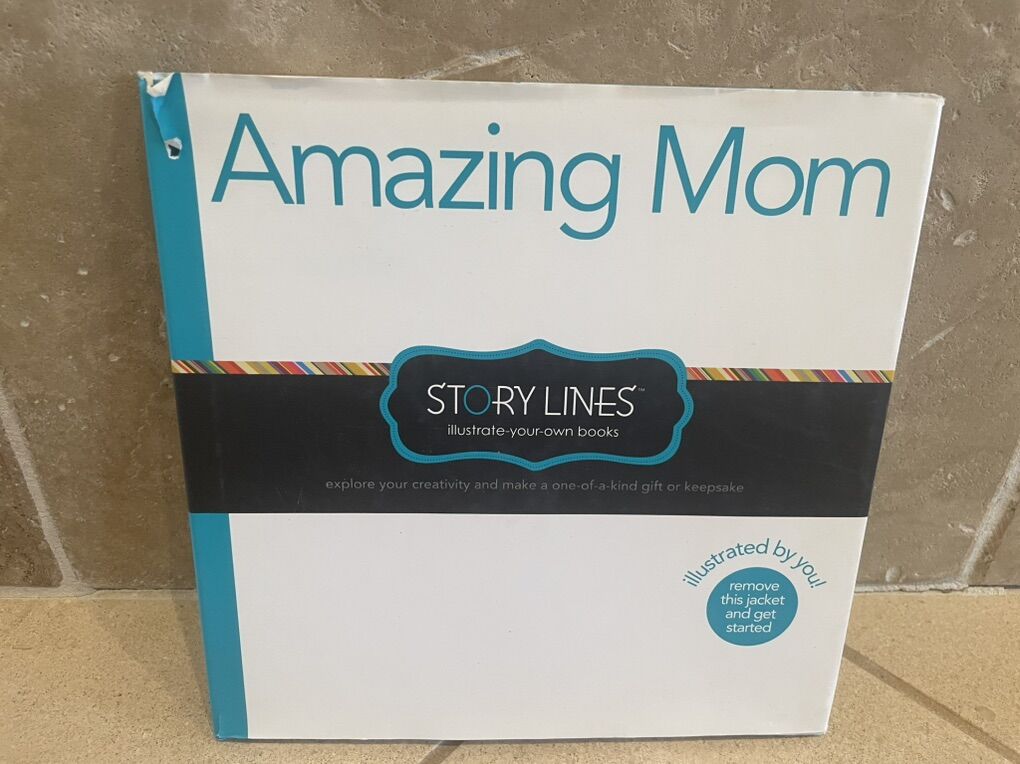 Amazing Mom
STORY LINES™
illustrate-your-own books
explore your creativity and make a one-of-a-kind gift or keepsake
illustrated by you!
remove
this jacket
and get
started